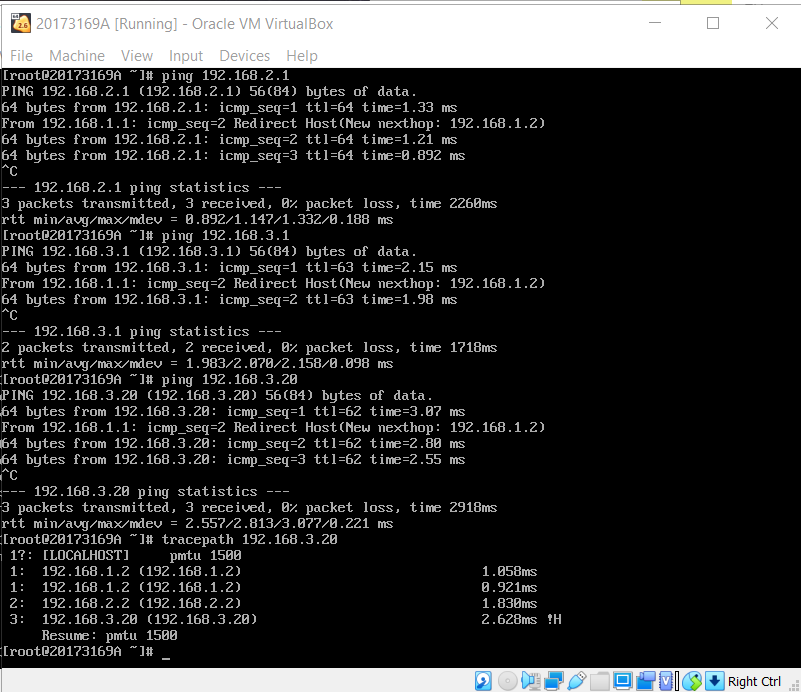 20173169A [Running] - Oracle VM VirtualBox
File Machine View Input Devices Help
[root@20173169A ~]# ping 192.168.2.1
PING 192.168.2.1 (192.168.2.1) 56(84) bytes of data.
64 bytes from 192.168.2.1: icmp_seq=1 ttl=64 time=1.33 ms
From 192.168.1.1: icmp_seq=2 Redirect Host(New nexthop: 192.168.1.2)
64 bytes from 192.168.2.1: icmp_seq=2 ttl=64 time=1.21 ms
64 bytes from 192.168.2.1: icmp_seq=3 ttl=64 time=0.892 ms
^C
--- 192.168.2.1 ping statistics ---
3 packets transmitted, 3 received, 0% packet loss, time 2260ms
rtt min/avg/max/mdev = 0.892/1.147/1.332/0.188 ms
[root@20173169A ~]# ping 192.168.3.1
PING 192.168.3.1 (192.168.3.1) 56(84) bytes of data.
64 bytes from 192.168.3.1: icmp_seq=1 ttl=63 time=2.15 ms
From 192.168.1.1: icmp_seq=2 Redirect Host(New nexthop: 192.168.1.2)
64 bytes from 192.168.3.1: icmp_seq=2 ttl=63 time=1.98 ms
^C
--- 192.168.3.1 ping statistics ---
2 packets transmitted, 2 received, 0% packet loss, time 1718ms
rtt min/avg/max/mdev = 1.983/2.070/2.158/0.098 ms
[root@20173169A ~]# ping 192.168.3.20
PING 192.168.3.20 (192.168.3.20) 56(84) bytes of data.
64 bytes from 192.168.3.20: icmp_seq=1 ttl=62 time=3.07 ms
From 192.168.1.1: icmp_seq=2 Redirect Host(New nexthop: 192.168.1.2)
64 bytes from 192.168.3.20: icmp_seq=2 ttl=62 time=2.80 ms
64 bytes from 192.168.3.20: icmp_seq=3 ttl=62 time=2.55 ms
^C
--- 192.168.3.20 ping statistics ---
3 packets transmitted, 3 received, 0% packet loss, time 2918ms
rtt min/avg/max/mdev = 2.557/2.813/3.077/0.221 ms
[root@20173169A ~]# tracepath 192.168.3.20
1?: [LOCALHOST] pmtu 1500
1: 192.168.1.2 (192.168.1.2) 1.058ms
1: 192.168.1.2 (192.168.1.2) 0.921ms
2: 192.168.2.2 (192.168.2.2) 1.830ms
3: 192.168.3.20 (192.168.3.20) 2.628ms !H
Resume: pmtu 1500
[root@20173169A ~]# _
Right Ctrl